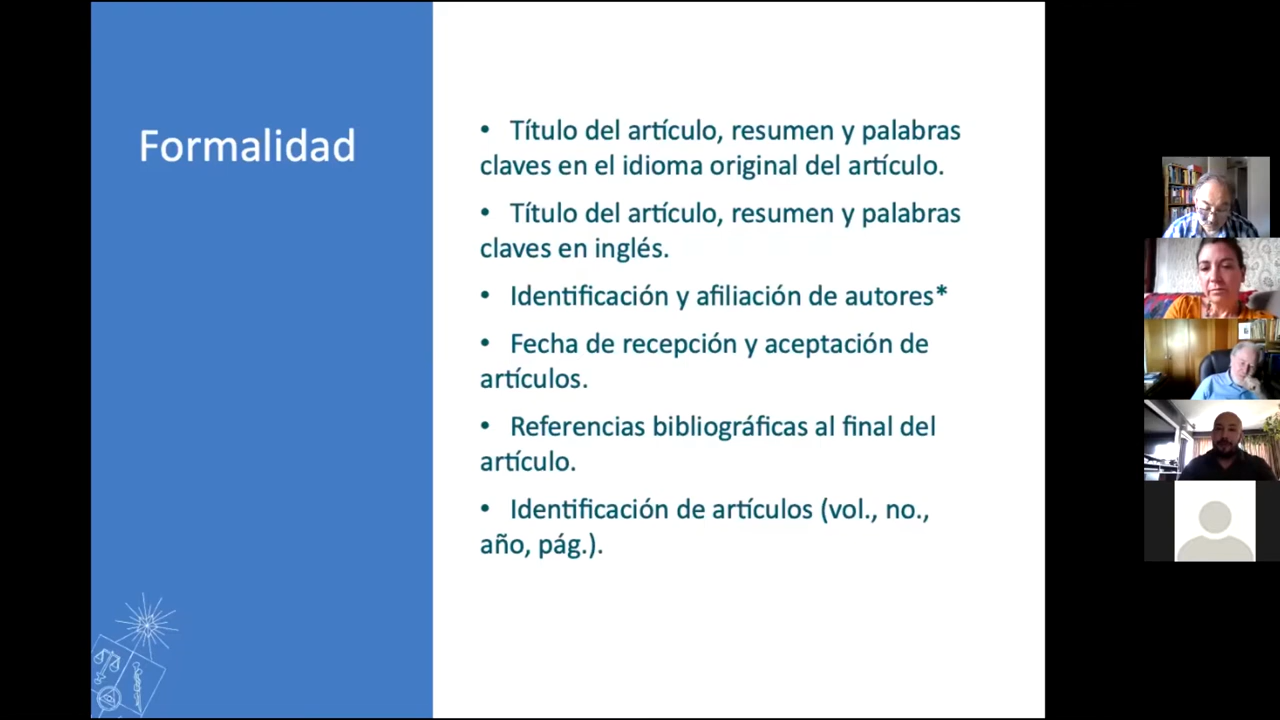 Formalidad
• Título del artículo, resumen y palabras
claves en el idioma original del artículo.
• Título del artículo, resumen y palabras
claves en inglés.
• Identificación y afiliación de autores*
• Fecha de recepción y aceptación de
artículos.
• Referencias bibliográficas al final del
artículo.
• Identificación de artículos (vol., no.,
año, pág.).